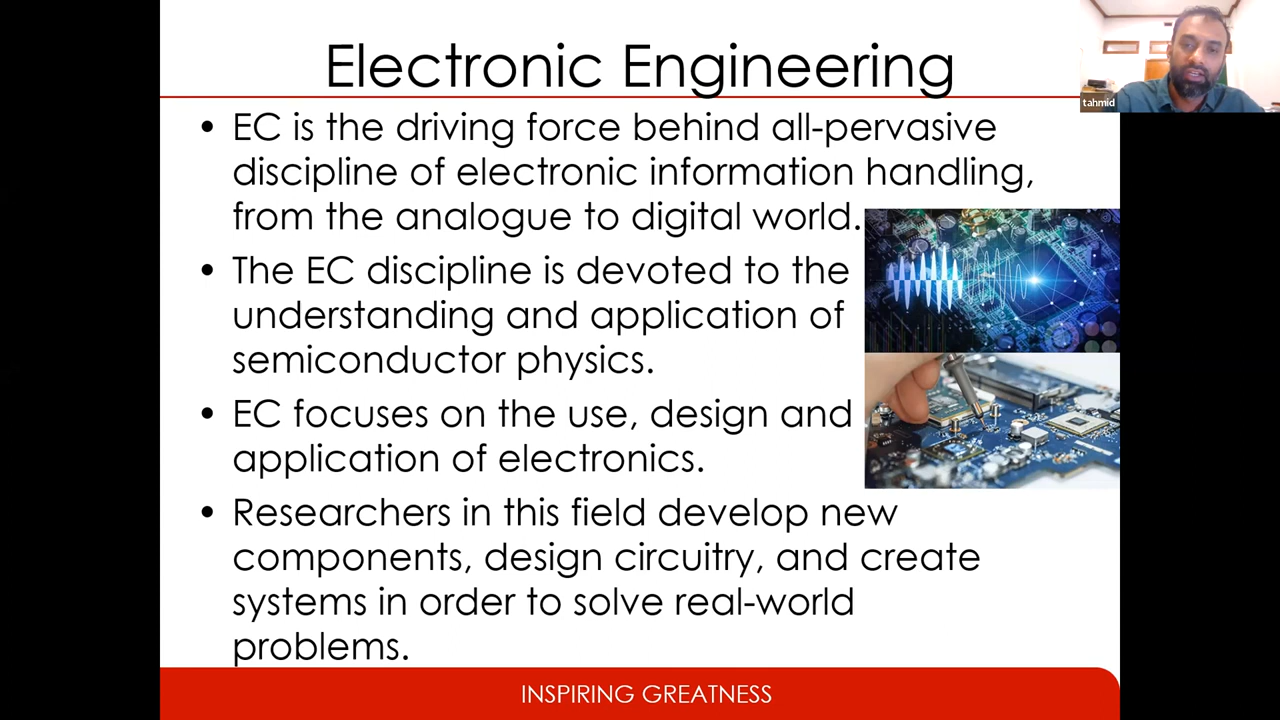 Electronic Engineering
tahmid
• EC is the driving force behind all-pervasive
discipline of electronic information handling,
from the analogue to digital world.
• The EC discipline is devoted to the
understanding and application of
semiconductor physics.
• EC focuses on the use, design and
application of electronics.
• Researchers in this field develop new
components, design circuitry, and create
systems in order to solve real-world
problems.
INSPIRING GREATNESS